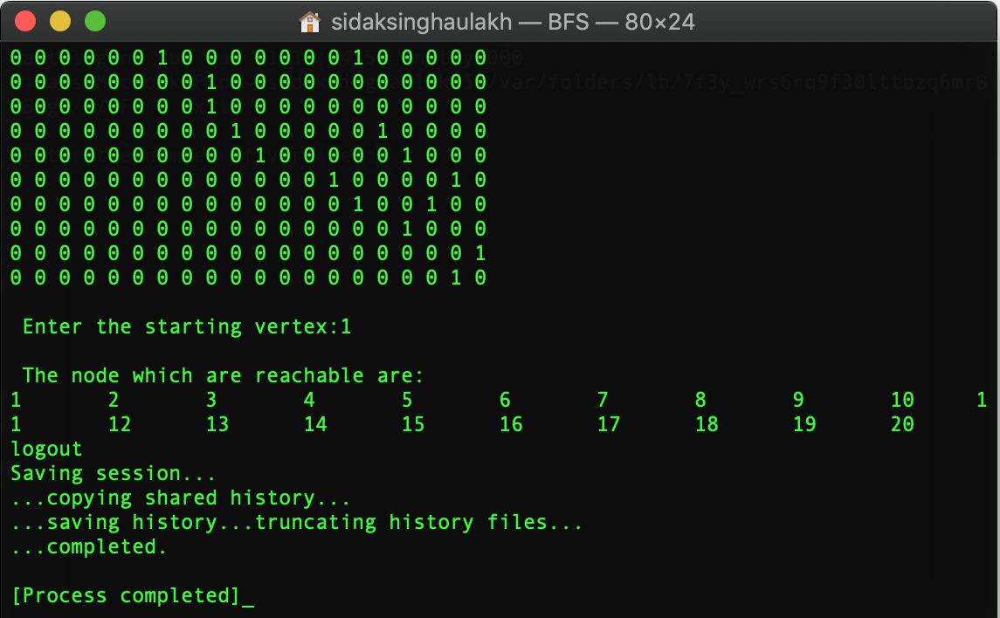 sidaksinghaulakh — BFS — 80×24
0 0 0 0 0 0 1 0 0 0 0 0 0 0 1 0 0 0 0 0
0 0 0 0 0 0 0 0 1 0 0 0 0 0 0 0 0 0 0 0
0 0 0 0 0 0 0 0 1 0 0 0 0 0 0 0 0 0 0 0
0 0 0 0 0 0 0 0 0 1 0 0 0 0 0 1 0 0 0 0
0 0 0 0 0 0 0 0 0 0 1 0 0 0 0 0 1 0 0 0
0 0 0 0 0 0 0 0 0 0 0 0 0 1 0 0 0 0 1 0
0 0 0 0 0 0 0 0 0 0 0 0 0 0 1 0 0 1 0 0
0 0 0 0 0 0 0 0 0 0 0 0 0 0 0 0 1 0 0 0
0 0 0 0 0 0 0 0 0 0 0 0 0 0 0 0 0 0 0 1
0 0 0 0 0 0 0 0 0 0 0 0 0 0 0 0 0 0 1 0
Enter the starting vertex:1
The node which are reachable are:
1 2 3 4 5 6 7 8 9 10 1
1 12 13 14 15 16 17 18 19 20
logout
Saving session...
...copying shared history...
...saving history...truncating history files...
...completed.
[Process completed]_